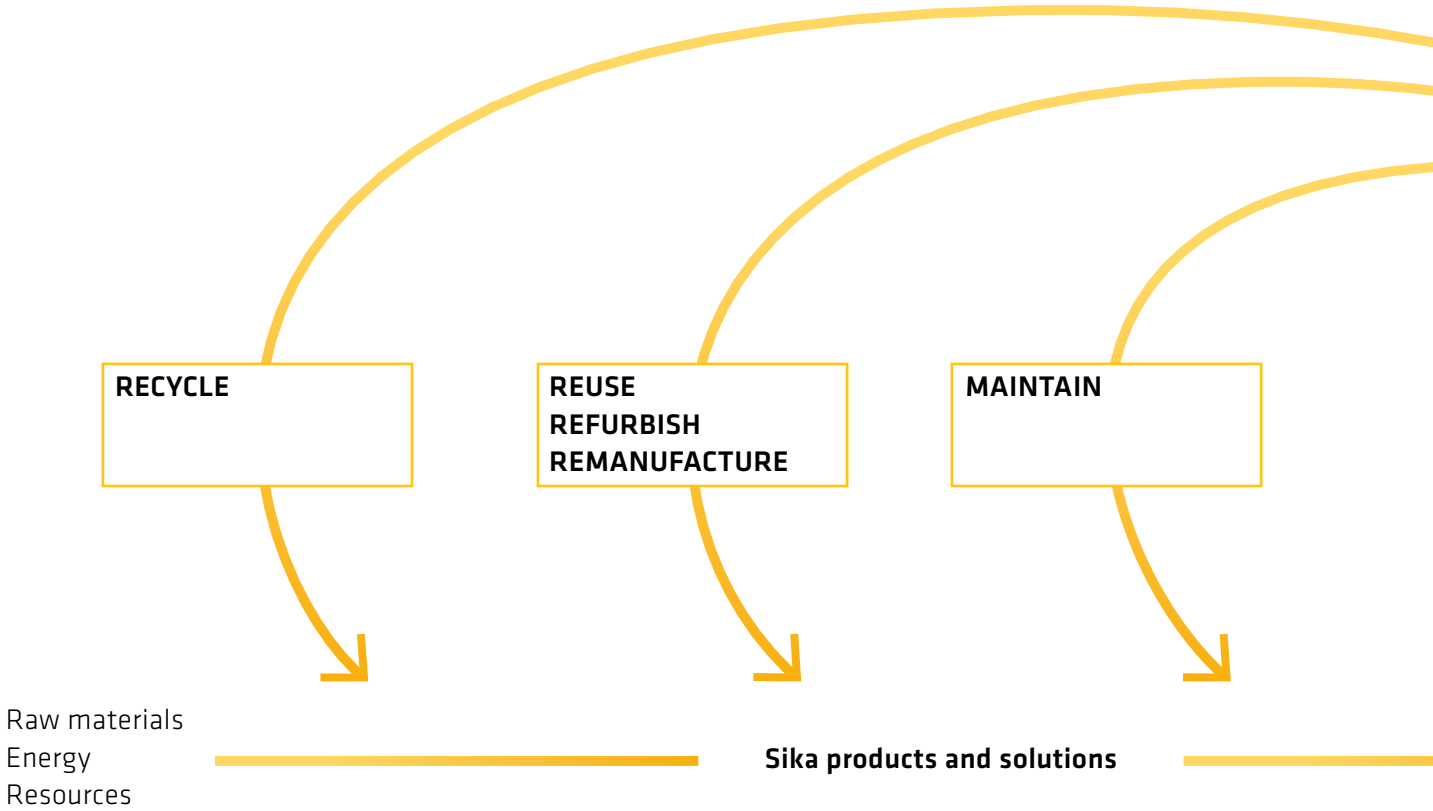 RECYCLE
REUSE
REFURBISH
REMANUFACTURE
MAINTAIN
Raw materials
Energy
Resources
Sika products and solutions